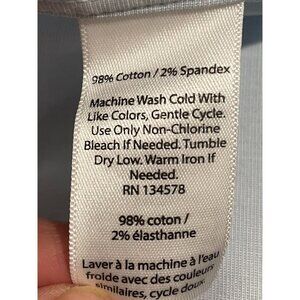 98% Cotton / 2% Spandex
Machine Wash Cold With
Like Colors, Gentle Cycle.
Use Only Non-Chlorine
Bleach If Needed. Tumble
Dry Low. Warm Iron If
Needed.
RN 134578
98% coton /
2% élasthanne
Laver à la machine à l'eau
froide avec des couleurs
similaires, cycle doux.